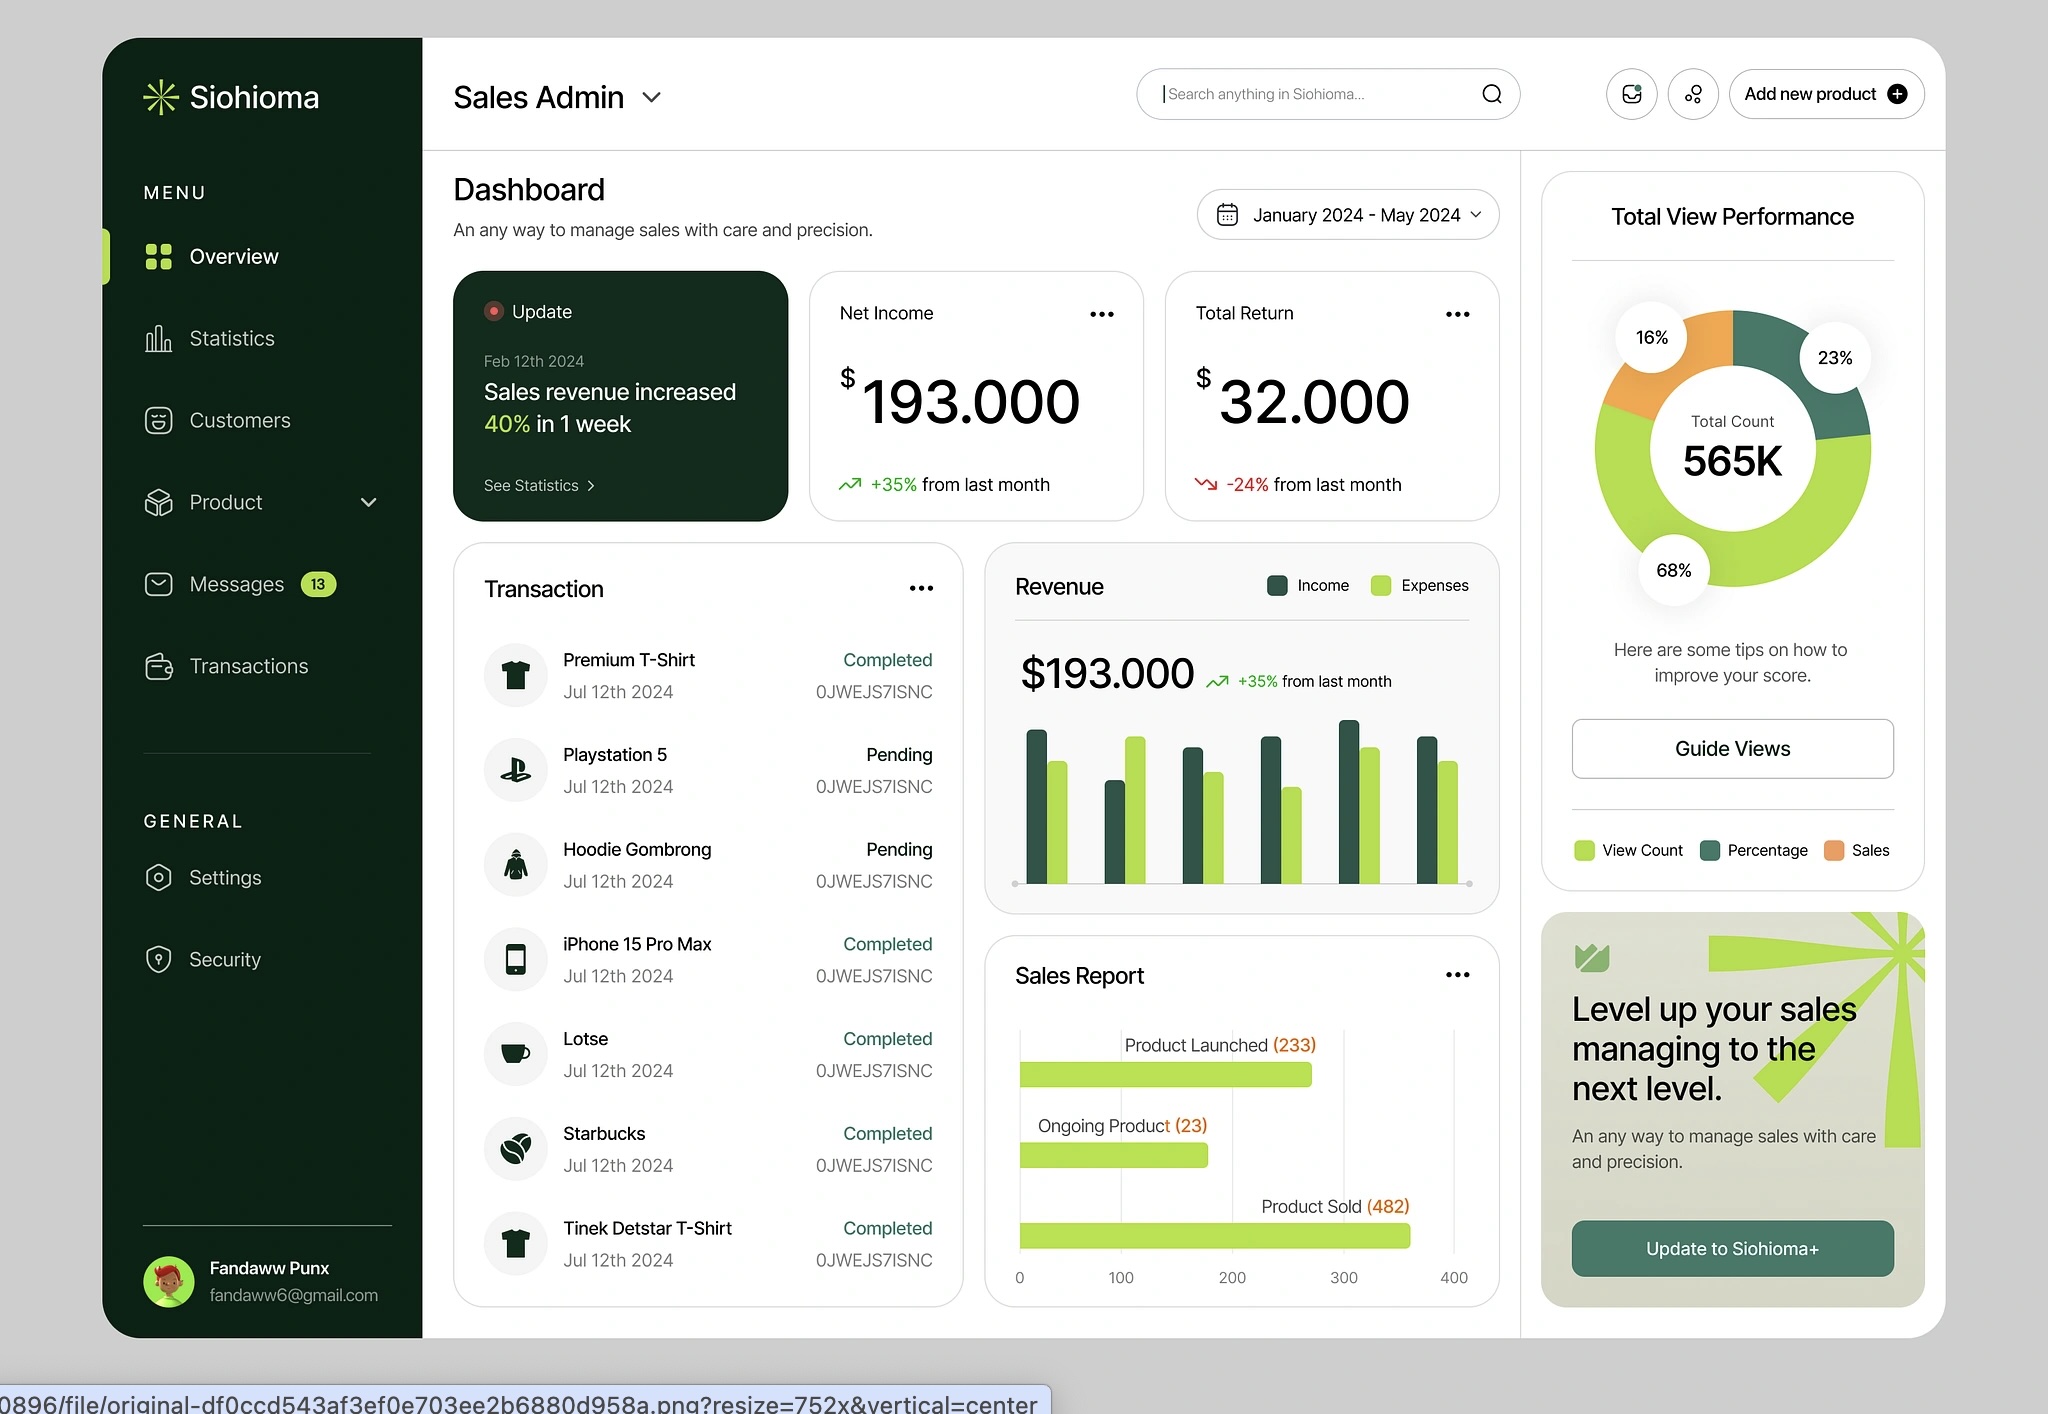 Siohioma
MENU
Overview
Statistics
Customers
Product
Messages 13
Transactions
GENERAL
Settings
Security
Fandaww Punx
fandaww6@gmail.com
Sales Admin
Search anything in Siohioma...
Add new product
Dashboard
An any way to manage sales with care and precision.
January 2024 - May 2024
Update
Feb 12th 2024
Sales revenue increased
40% in 1 week
See Statistics
Net Income
$ 193.000
+35% from last month
Total Return
$ 32.000
-24% from last month
Transaction
Premium T-Shirt Completed
Jul 12th 2024 0JWEJS7ISNC
Playstation 5 Pending
Jul 12th 2024 0JWEJS7ISNC
Hoodie Gombrong Pending
Jul 12th 2024 0JWEJS7ISNC
iPhone 15 Pro Max Completed
Jul 12th 2024 0JWEJS7ISNC
Lotse Completed
Jul 12th 2024 0JWEJS7ISNC
Starbucks Completed
Jul 12th 2024 0JWEJS7ISNC
Tinek Detstar T-Shirt Completed
Jul 12th 2024 0JWEJS7ISNC
Revenue Income Expenses
$193.000 +35% from last month
Sales Report
Product Launched (233)
Ongoing Product (23)
Product Sold (482)
0 100 200 300 400
Total View Performance
16%
23%
Total Count
565K
68%
Here are some tips on how to
improve your score.
Guide Views
View Count Percentage Sales
Level up your sales
managing to the
next level.
An any way to manage sales with care
and precision.
Update to Siohioma+
0896/file/original-df0ccd543af3ef0e703ee2b6880d958a.png?resize=752x&vertical=center